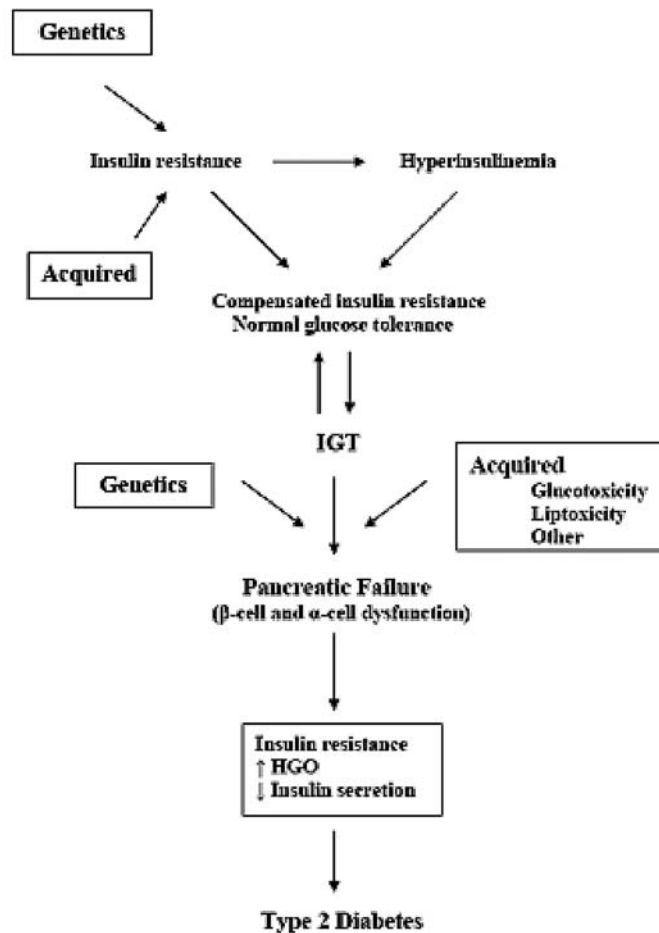 Genetics
Insulin resistance
Hyperinsulinemia
Acquired
Compensated insulin resistance
Normal glucose tolerance
IGT
Genetics
Acquired
Glucotoxicity
Liptoxicity
Other
Pancreatic Failure
(β-cell and α-cell dysfunction)
Insulin resistance
↑ HGO
↓ Insulin secretion
Type 2 Diabetes